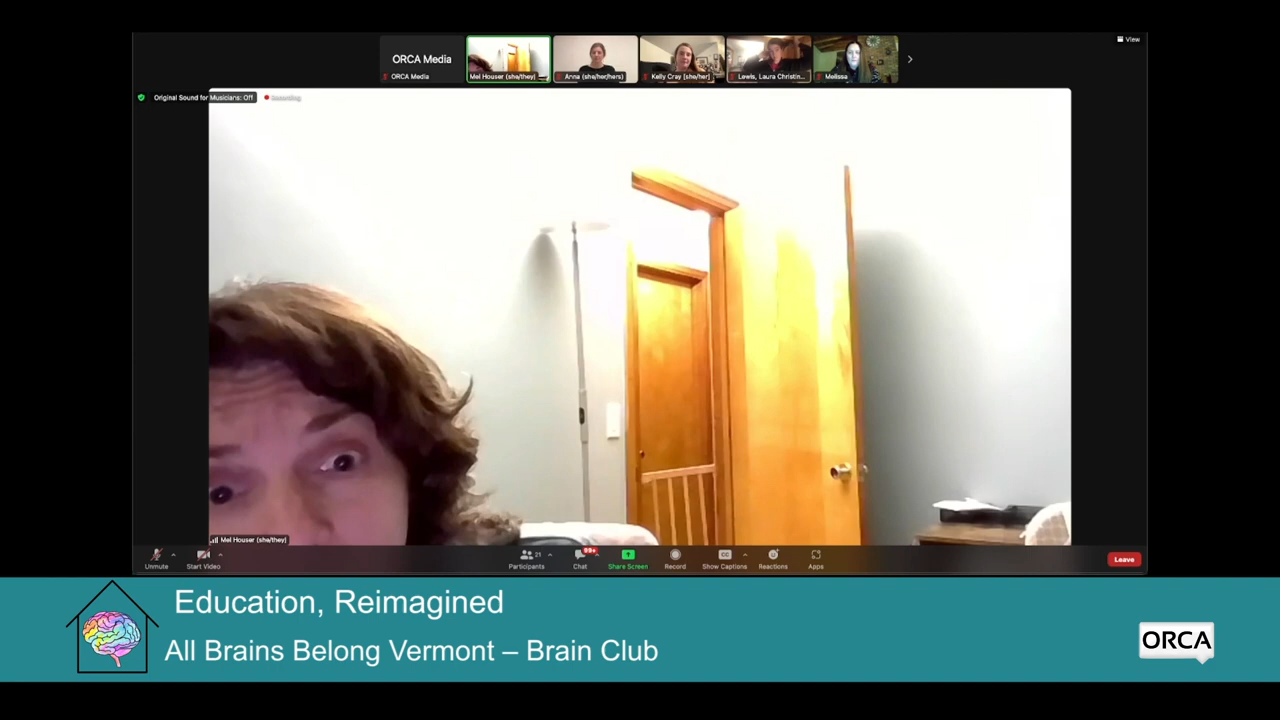 ORCA Media
ORCA Media
Mel Houser (she/they)
Anna (she/her/hers)
Kelly Cray [she/her]
Lewis, Laura Christin...
Melissa
View
Original Sound for Musicians: Off
Recording
Mel Houser (she/they)
Unmute
Start Video
Participants
21
Chat
99+
Share Screen
Record
CC
Show Captions
Reactions
Apps
Leave
Education, Reimagined
All Brains Belong Vermont – Brain Club
ORCA